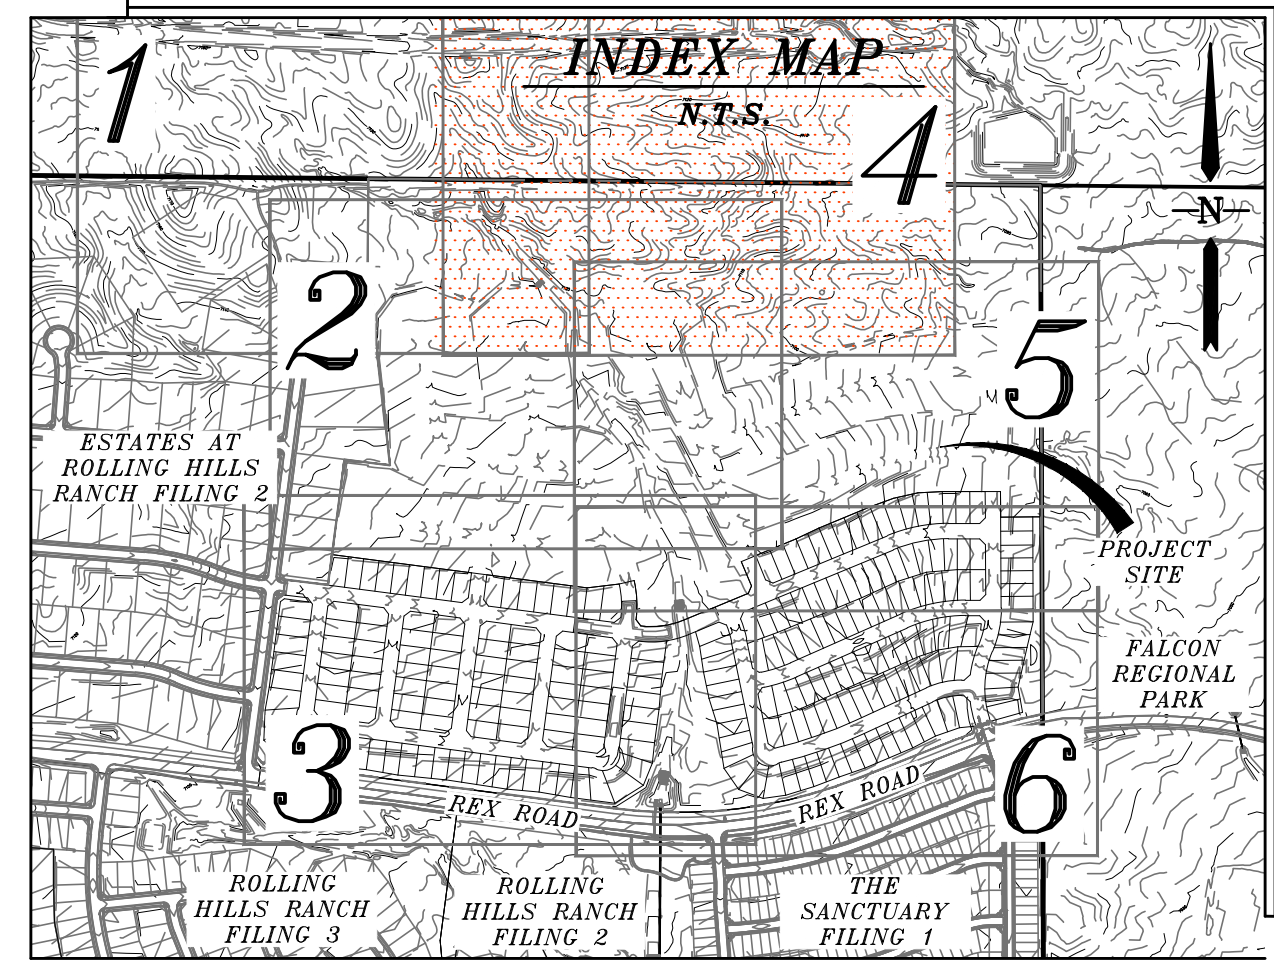 INDEX MAP
N.T.S.
1
4
N
2
5
ESTATES AT
ROLLING HILLS
RANCH FILING 2
PROJECT
SITE
FALCON
REGIONAL
PARK
3
6
REX ROAD
REX ROAD
ROLLING
HILLS RANCH
FILING 3
ROLLING
HILLS RANCH
FILING 2
THE
SANCTUARY
FILING 1